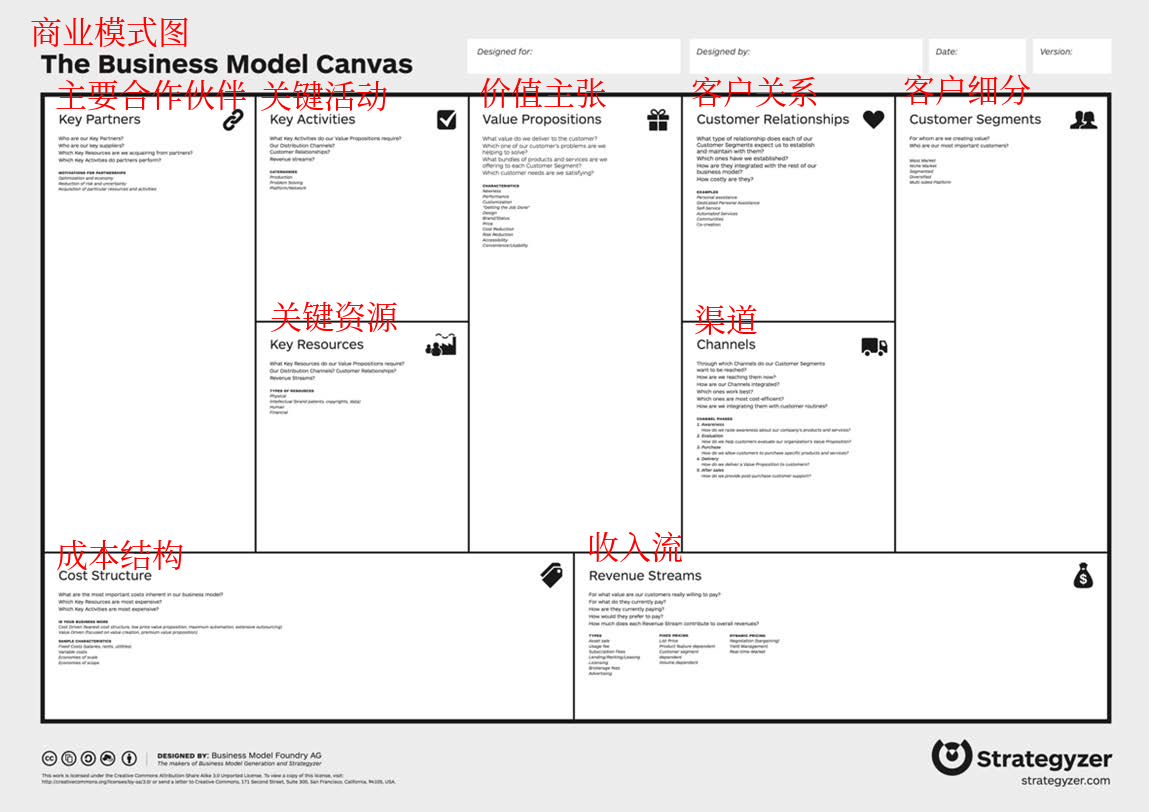 商业模式图
The Business Model Canvas
Designed for:
Designed by:
Date:
Version:
主要合作伙伴
Key Partners
Who are our Key Partners?
Who are our key suppliers?
Which Key Resources are we acquiring from partners?
Which Key Activities do partners perform?
MOTIVATIONS FOR PARTNERSHIPS
Optimization and economy
Reduction of risk and uncertainty
Acquisition of particular resources and activities
关键活动
Key Activities
What Key Activities do our Value Propositions require?
Our Distribution Channels?
Customer Relationships?
Revenue streams?
CATEGORIES
Production
Problem Solving
Platform/Network
关键资源
Key Resources
What Key Resources do our Value Propositions require?
Our Distribution Channels? Customer Relationships?
Revenue Streams?
TYPES OF RESOURCES
Physical
Intellectual (brand patents, copyrights, data)
Human
Financial
价值主张
Value Propositions
What value do we deliver to the customer?
Which one of our customer's problems are we
helping to solve?
What bundles of products and services are we
offering to each Customer Segment?
Which customer needs are we satisfying?
CHARACTERISTICS
Newness
Performance
Customization
"Getting the Job Done"
Design
Brand/Status
Price
Cost Reduction
Risk Reduction
Accessibility
Convenience/Usability
客户关系
Customer Relationships
What type of relationship does each of our
Customer Segments expect us to establish
and maintain with them?
Which ones have we established?
How are they integrated with the rest of our
business model?
How costly are they?
EXAMPLES
Personal assistance
Dedicated Personal Assistance
Self-Service
Automated Services
Communities
Co-creation
渠道
Channels
Through which Channels do our Customer Segments
want to be reached?
How are we reaching them now?
How are our Channels integrated?
Which ones work best?
Which ones are most cost-efficient?
How are we integrating them with customer routines?
CHANNEL PHASES
1. Awareness
How do we raise awareness about our company's products and services?
2. Evaluation
How do we help customers evaluate our organization's Value Proposition?
3. Purchase
How do we allow customers to purchase specific products and services?
4. Delivery
How do we deliver a Value Proposition to customers?
5. After sales
How do we provide post-purchase customer support?
客户细分
Customer Segments
For whom are we creating value?
Who are our most important customers?
Mass Market
Niche Market
Segmented
Diversified
Multi-sided Platform
成本结构
Cost Structure
What are the most important costs inherent in our business model?
Which Key Resources are most expensive?
Which Key Activities are most expensive?
IS YOUR BUSINESS MORE
Cost Driven (leanest cost structure, low price value proposition, maximum automation, extensive outsourcing)
Value Driven (focused on value creation, premium value proposition)
SAMPLE CHARACTERISTICS
Fixed Costs (salaries, rents, utilities)
Variable costs
Economies of scale
Economies of scope
收入流
Revenue Streams
For what value are our customers really willing to pay?
For what do they currently pay?
How are they currently paying?
How would they prefer to pay?
How much does each Revenue Stream contribute to overall revenues?
TYPES
Asset sale
Usage fee
Subscription Fees
Lending/Renting/Leasing
Licensing
Brokerage fees
Advertising
FIXED PRICING
List Price
Product feature dependent
Customer segment
dependent
Volume dependent
DYNAMIC PRICING
Negotiation (bargaining)
Yield Management
Real-time-Market
$
cc
DESIGNED BY: Business Model Foundry AG
The makers of Business Model Generation and Strategyzer
This work is licensed under the Creative Commons Attribution-Share Alike 3.0 Unported License. To view a copy of this license, visit:
http://creativecommons.org/licenses/by-sa/3.0/ or send a letter to Creative Commons, 171 Second Street, Suite 300, San Francisco, California, 94105, USA.
Strategyzer
strategyzer.com